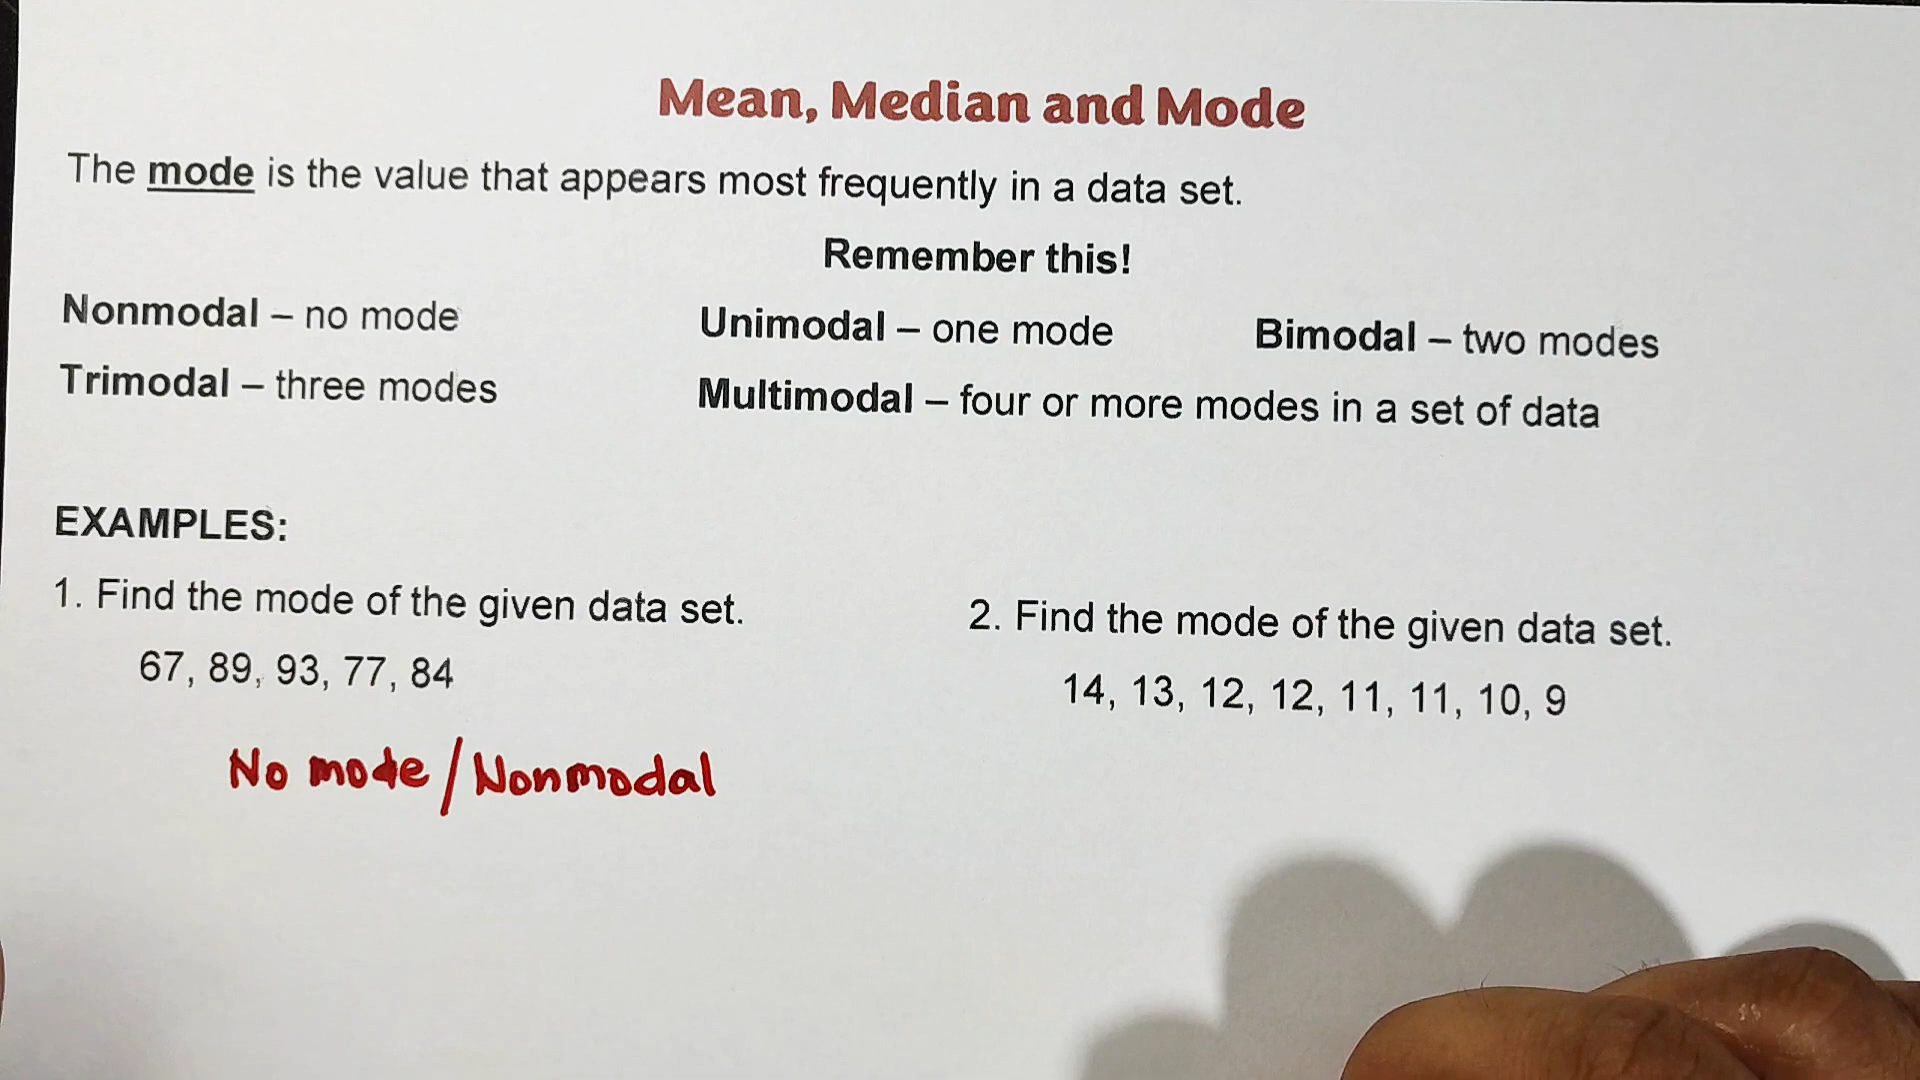 Mean, Median and Mode
The mode is the value that appears most frequently in a data set.
Remember this!
Nonmodal – no mode Unimodal – one mode Bimodal – two modes
Trimodal – three modes Multimodal – four or more modes in a set of data
EXAMPLES:
1. Find the mode of the given data set. 2. Find the mode of the given data set.
67, 89, 93, 77, 84 14, 13, 12, 12, 11, 11, 10, 9
No mode / Nonmodal